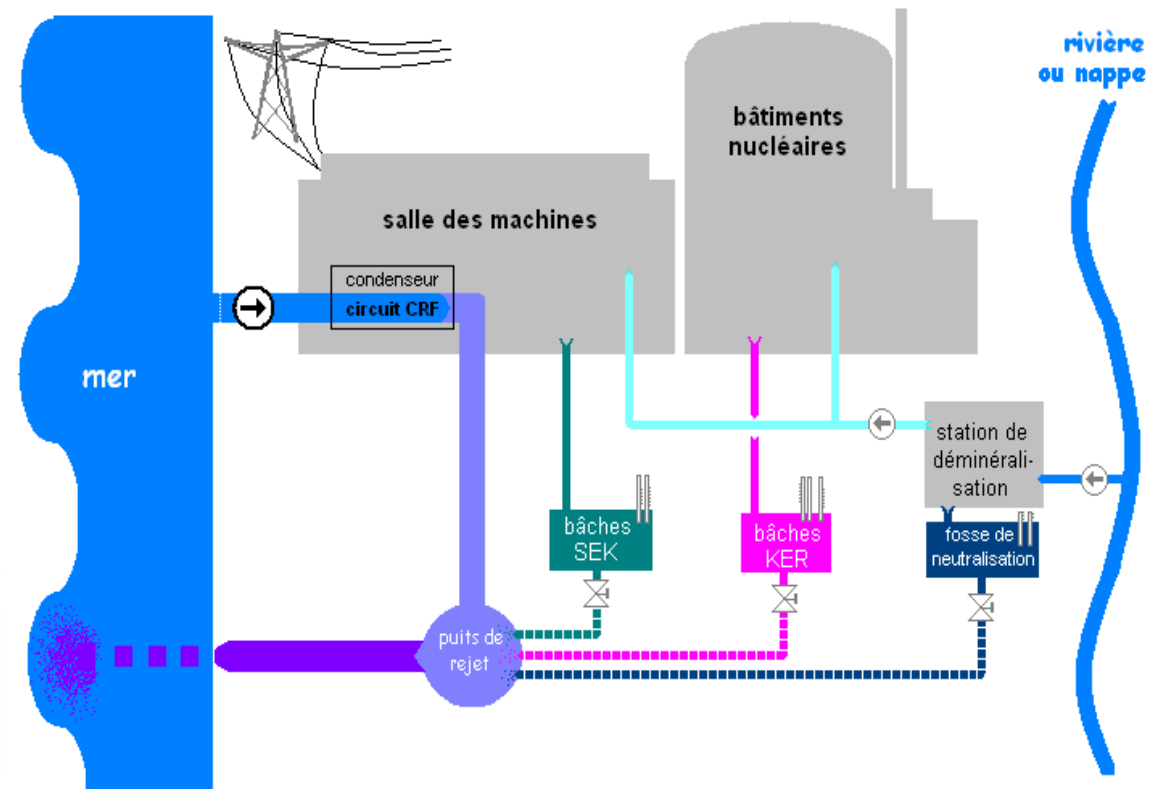 rivière
ou nappe
bâtiments
nucléaires
salle des machines
condenseur
circuit CRF
mer
station de
déminérali-
sation
bâches
SEK
bâches
KER
fosse de
neutralisation
puits de
rejet